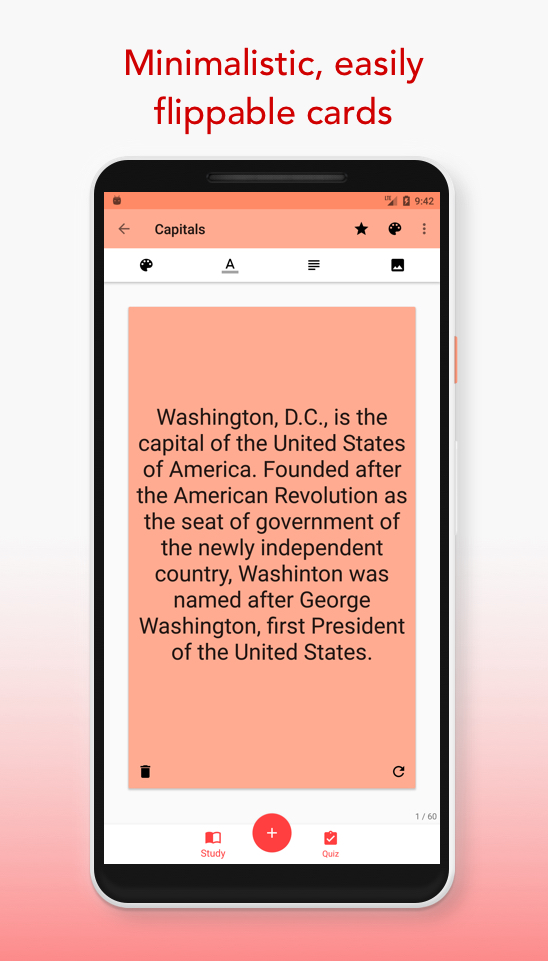 Minimalistic, easily
flippable cards
LTE 9:42
Capitals
A
Washington, D.C., is the
capital of the United States
of America. Founded after
the American Revolution as
the seat of government of
the newly independent
country, Washinton was
named after George
Washington, first President
of the United States.
1 / 60
Study
Quiz